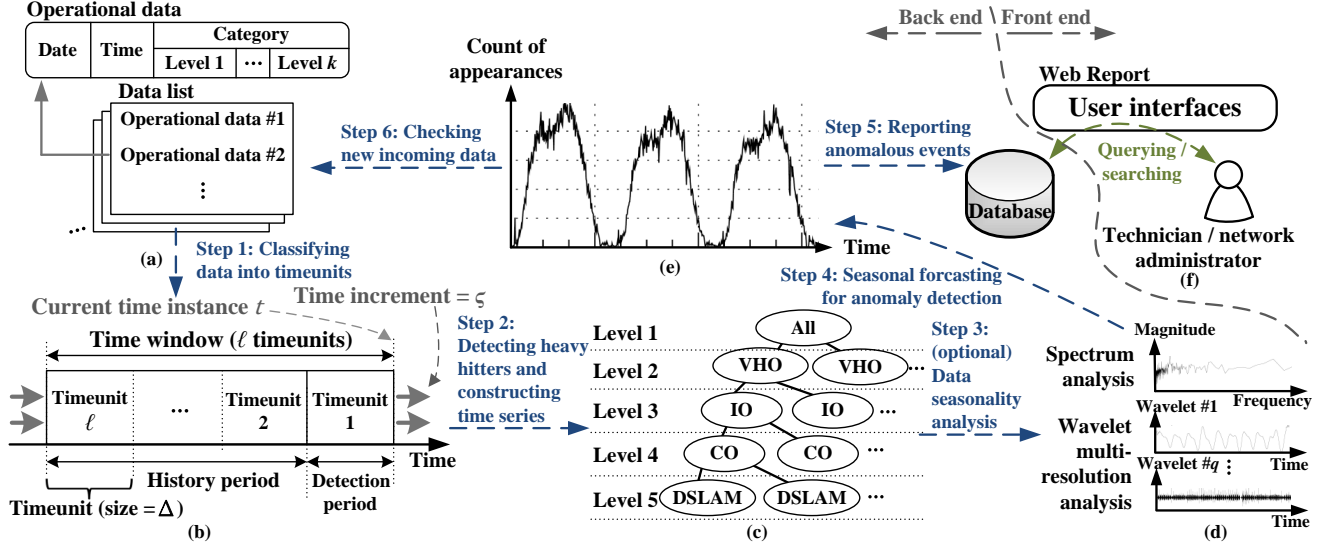 Operational data
Date
Time
Category
Level 1
...
Level k
Data list
Operational data #1
Operational data #2
⋮
...
(a)
Step 1: Classifying
data into timeunits
Step 6: Checking
new incoming data
Count of
appearances
Time
(e)
Step 5: Reporting
anomalous events
Back end
Front end
Web Report
User interfaces
Querying /
searching
Database
Technician / network
administrator
(f)
Current time instance t
Time increment = ς
Time window (ℓ timeunits)
Timeunit
ℓ
...
Timeunit
2
Timeunit
1
Time
History period
Detection
period
Timeunit (size = Δ)
(b)
Step 2:
Detecting heavy
hitters and
constructing
time series
Level 1
All
Level 2
VHO
VHO
...
Level 3
IO
IO
...
Level 4
CO
CO
...
Level 5
DSLAM
DSLAM
...
(c)
Step 4: Seasonal forcasting
for anomaly detection
Step 3:
(optional)
Data
seasonality
analysis
Spectrum
analysis
Magnitude
Frequency
Wavelet
multi-
resolution
analysis
Wavelet #1
Time
Wavelet #q
⋮
Time
(d)